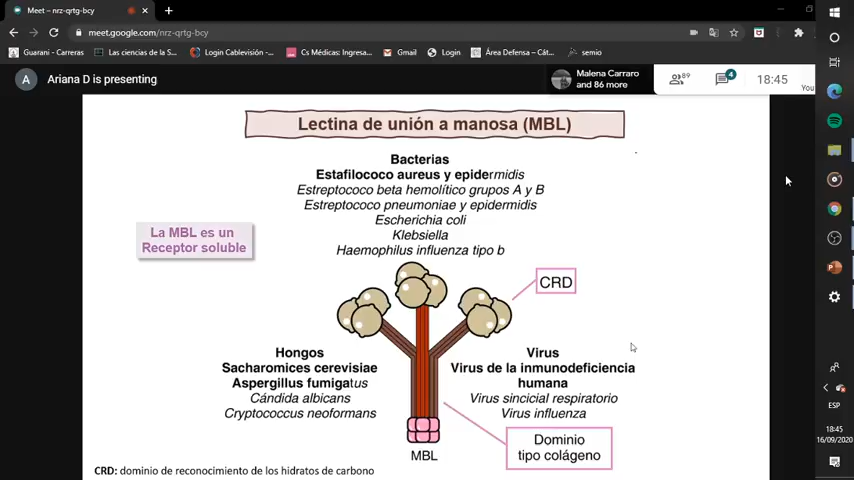 Meet – nrz-qrtg-bcy
meet.google.com/nrz-qrtg-bcy
Guarani - Carreras
Las ciencias de la S...
Login Cablevisión...
Cs Médicas: Ingresa...
Gmail
Login
Área Defensa – Cát...
semio
A
Ariana D is presenting
Malena Carraro
and 86 more
89
4
18:45
You
Lectina de unión a manosa (MBL)
Bacterias
Estafilococo aureus y epidermidis
Estreptococo beta hemolítico grupos A y B
Estreptococo pneumoniae y epidermidis
Escherichia coli
Klebsiella
Haemophilus influenza tipo b
La MBL es un
Receptor soluble
CRD
Hongos
Sacharomices cerevisiae
Aspergillus fumigatus
Cándida albicans
Cryptococcus neoformans
Virus
Virus de la inmunodeficiencia
humana
Virus sincicial respiratorio
Virus influenza
Dominio
tipo colágeno
MBL
CRD: dominio de reconocimiento de los hidratos de carbono
ESP
18:45
16/09/2020